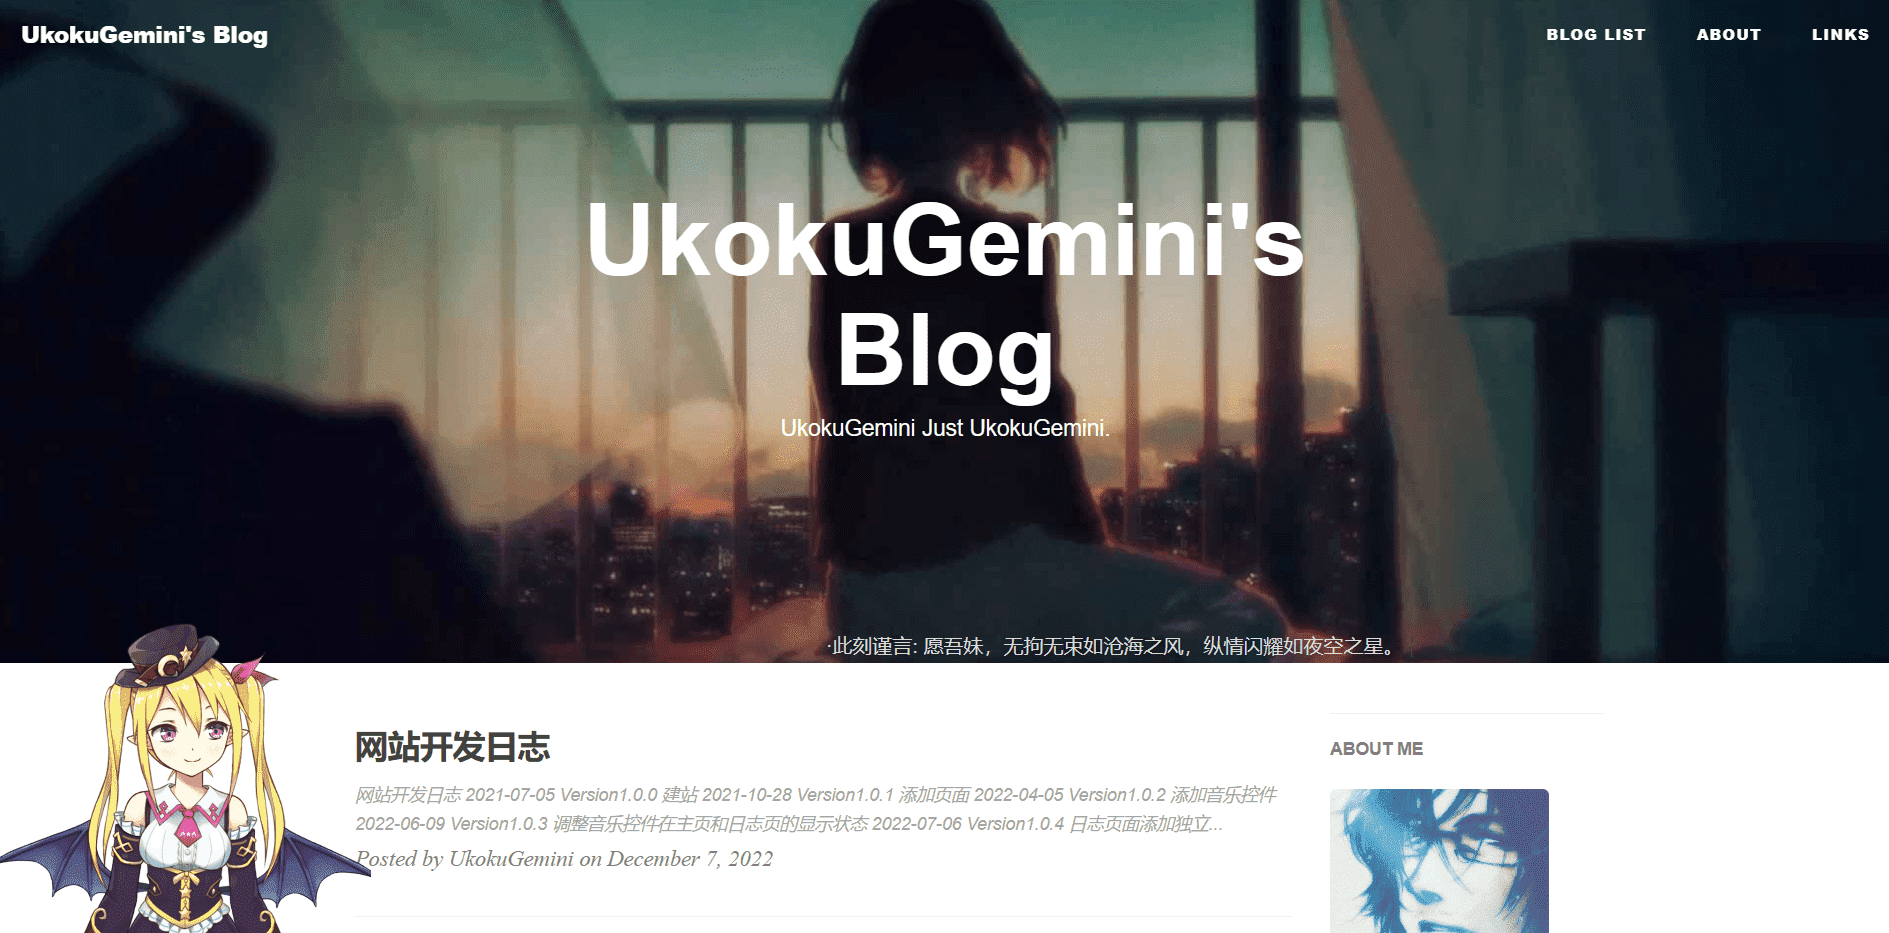 UkokuGemini's Blog
BLOG LIST
ABOUT
LINKS
UkokuGemini's
Blog
UkokuGemini Just UkokuGemini.
·此刻谨言: 愿吾妹，无拘无束如沧海之风，纵情闪耀如夜空之星。
网站开发日志
网站开发日志 2021-07-05 Version1.0.0 建站 2021-10-28 Version1.0.1 添加页面 2022-04-05 Version1.0.2 添加音乐控件
2022-06-09 Version1.0.3 调整音乐控件在主页和日志页的显示状态 2022-07-06 Version1.0.4 日志页面添加独立...
Posted by UkokuGemini on December 7, 2022
ABOUT ME